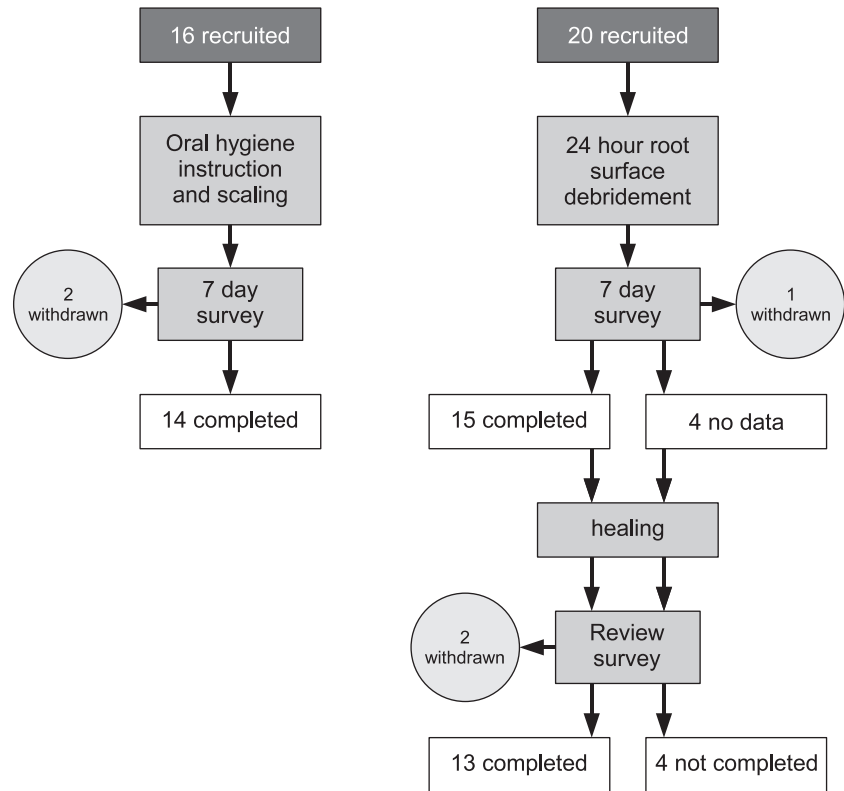 16 recruited
Oral hygiene
instruction
and scaling
7 day
survey
2
withdrawn
14 completed
20 recruited
24 hour root
surface
debridement
7 day
survey
1
withdrawn
15 completed
4 no data
healing
Review
survey
2
withdrawn
13 completed
4 not completed